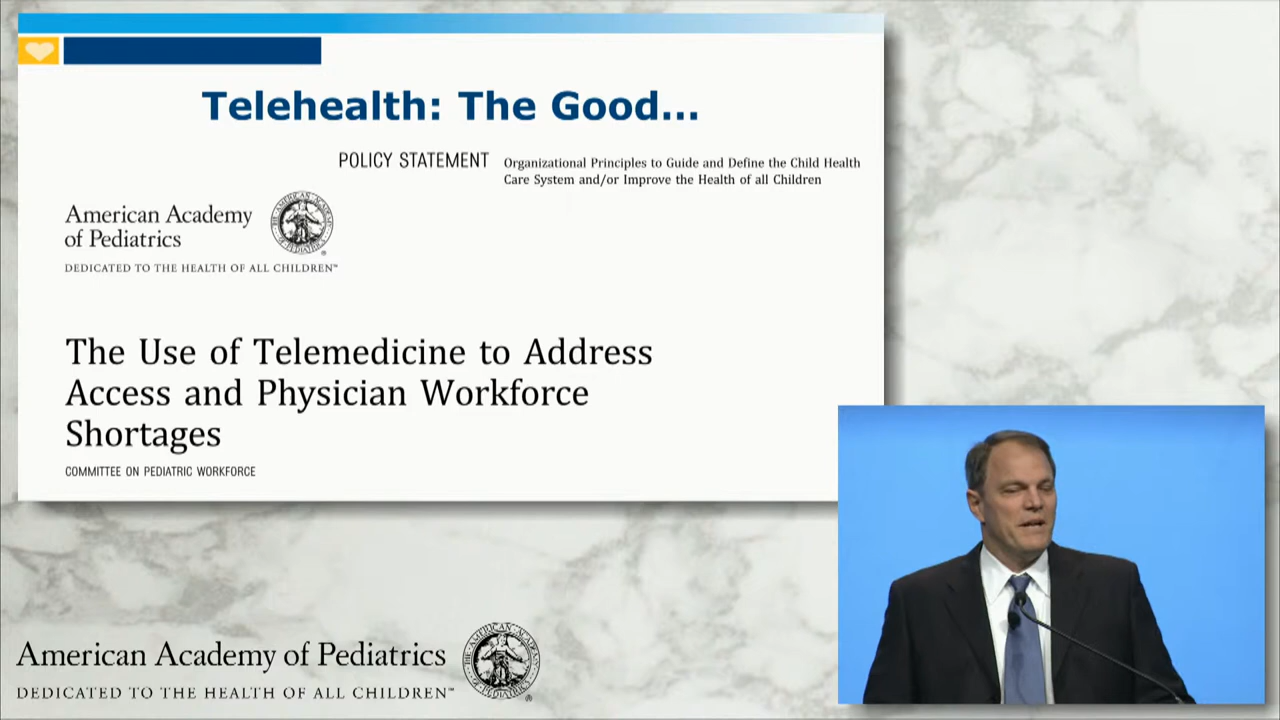 Telehealth: The Good...
POLICY STATEMENT
Organizational Principles to Guide and Define the Child Health
Care System and/or Improve the Health of all Children
American Academy
of Pediatrics
DEDICATED TO THE HEALTH OF ALL CHILDREN™
The Use of Telemedicine to Address
Access and Physician Workforce
Shortages
COMMITTEE ON PEDIATRIC WORKFORCE
American Academy of Pediatrics
DEDICATED TO THE HEALTH OF ALL CHILDREN™